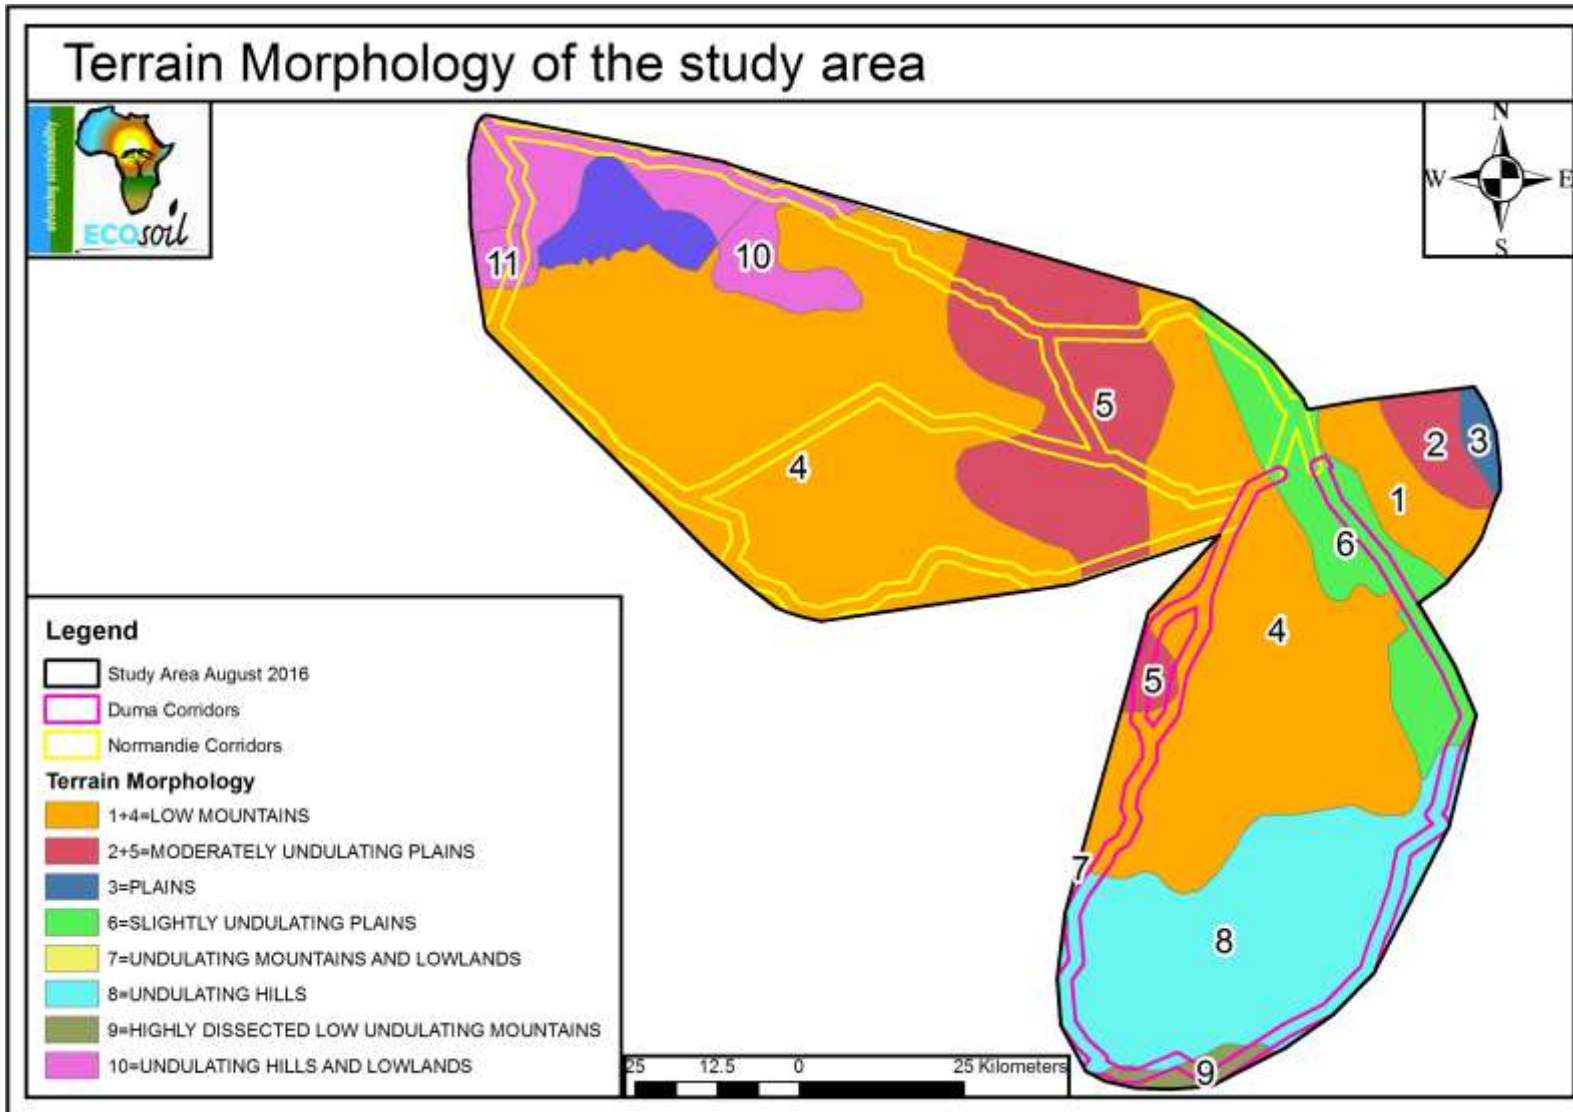 Terrain Morphology of the study area
ECOsoil
N
W
E
S
11
10
5
4
2
3
1
6
4
5
7
8
9
Legend
Study Area August 2016
Duma Corridors
Normandie Corridors
Terrain Morphology
1+4=LOW MOUNTAINS
2+5=MODERATELY UNDULATING PLAINS
3=PLAINS
6=SLIGHTLY UNDULATING PLAINS
7=UNDULATING MOUNTAINS AND LOWLANDS
8=UNDULATING HILLS
9=HIGHLY DISSECTED LOW UNDULATING MOUNTAINS
10=UNDULATING HILLS AND LOWLANDS
25 12.5 0 25 Kilometers